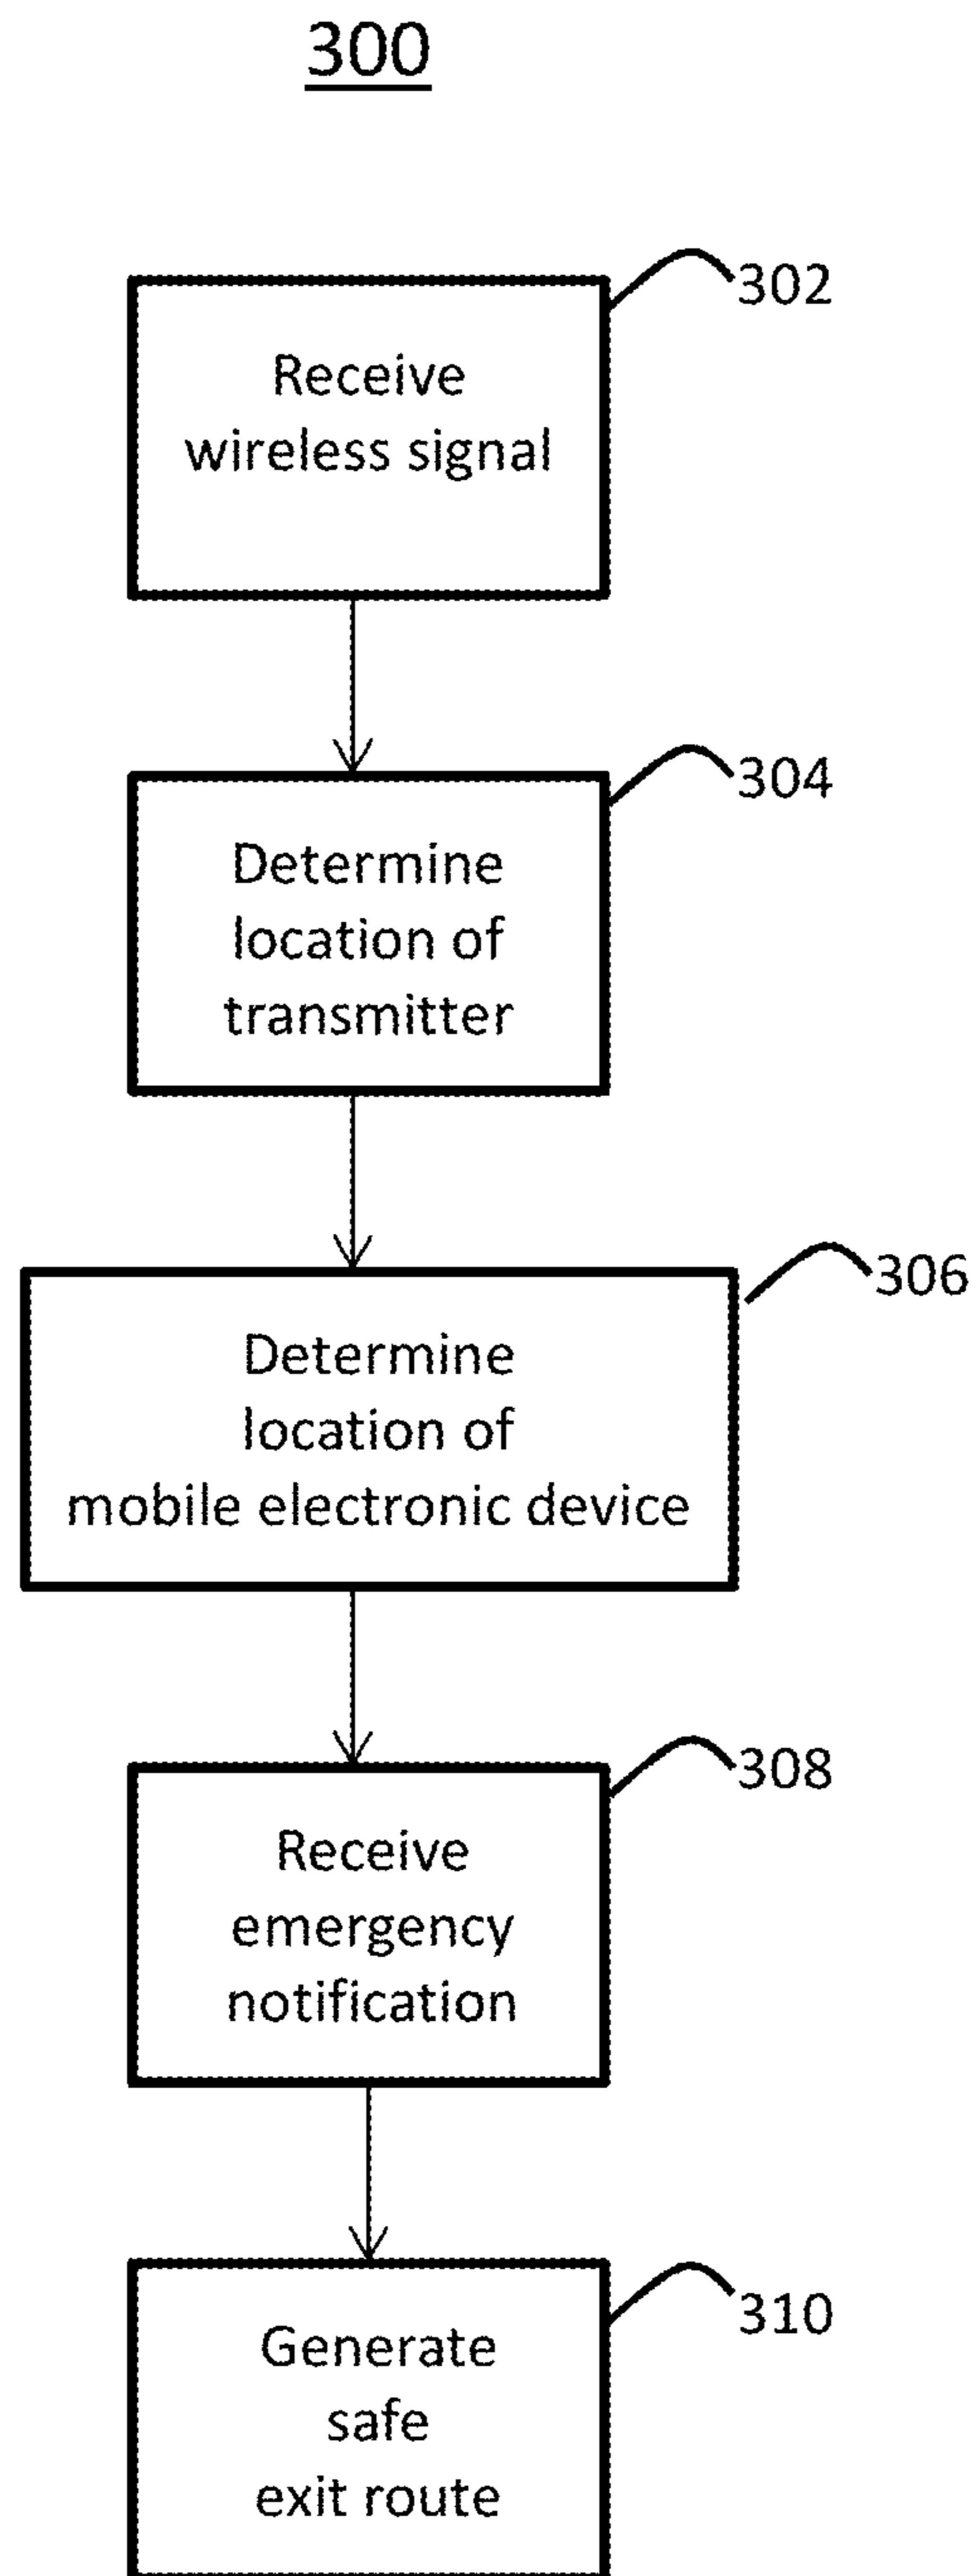 300
302
Receive
wireless signal
304
Determine
location of
transmitter
306
Determine
location of
mobile electronic device
308
Receive
emergency
notification
310
Generate
safe
exit route